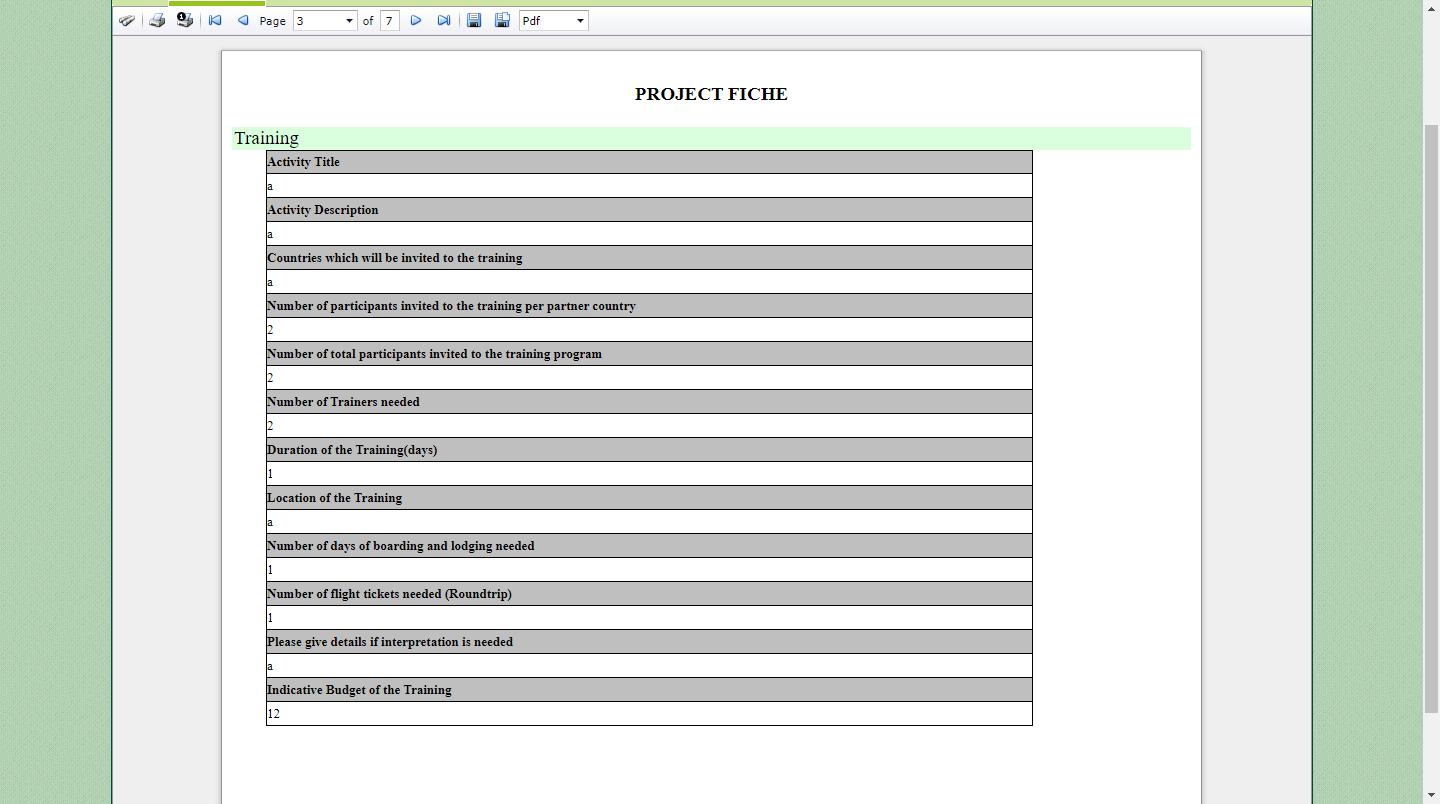 Page 3 of 7 Pdf
PROJECT FICHE
Training
Activity Title
a
Activity Description
a
Countries which will be invited to the training
a
Number of participants invited to the training per partner country
2
Number of total participants invited to the training program
2
Number of Trainers needed
2
Duration of the Training(days)
1
Location of the Training
a
Number of days of boarding and lodging needed
1
Number of flight tickets needed (Roundtrip)
1
Please give details if interpretation is needed
a
Indicative Budget of the Training
12